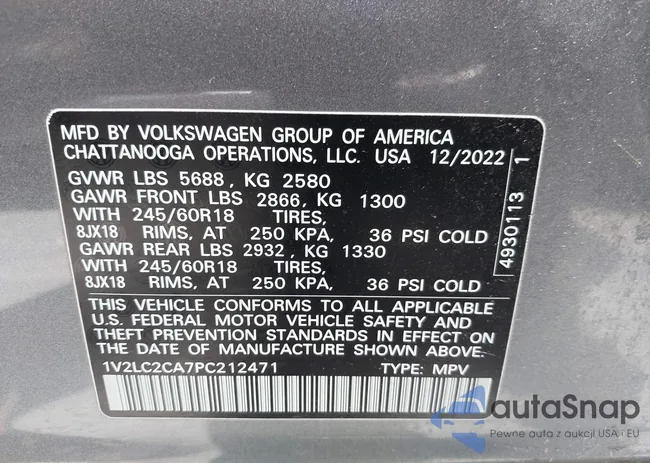 MFD BY VOLKSWAGEN GROUP OF AMERICA
CHATTANOOGA OPERATIONS, LLC. USA 12/2022
GVWR LBS 5688, KG 2580
GAWR FRONT LBS 2866, KG 1300
WITH 245/60R18 TIRES,
8JX18 RIMS, AT 250 KPA, 36 PSI COLD
GAWR REAR LBS 2932, KG 1330
WITH 245/60R18 TIRES,
8JX18 RIMS, AT 250 KPA, 36 PSI COLD
THIS VEHICLE CONFORMS TO ALL APPLICABLE
U.S. FEDERAL MOTOR VEHICLE SAFETY AND
THEFT PREVENTION STANDARDS IN EFFECT ON
THE DATE OF MANUFACTURE SHOWN ABOVE.
1V2LC2CA7PC212471 TYPE: MPV
4930113 1
autaSnap
Pewne auta z aukcji USA i EU